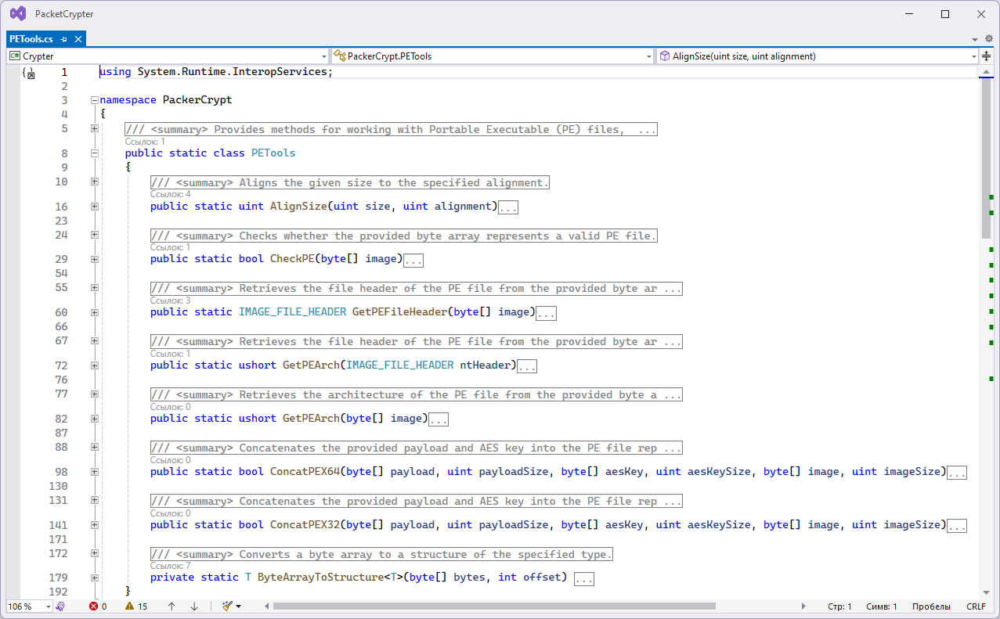 PacketCrypter
PETools.cs
C# Crypter
PackerCrypt.PETools
AlignSize(uint size, uint alignment)
1 using System.Runtime.InteropServices;
2
3 namespace PackerCrypt
4 {
5 /// <summary> Provides methods for working with Portable Executable (PE) files, ...
Ссылок: 1
8 public static class PETools
9 {
10 /// <summary> Aligns the given size to the specified alignment.
Ссылок: 4
16 public static uint AlignSize(uint size, uint alignment)...
23
24 /// <summary> Checks whether the provided byte array represents a valid PE file.
Ссылок: 1
29 public static bool CheckPE(byte[] image)...
54
55 /// <summary> Retrieves the file header of the PE file from the provided byte ar ...
Ссылок: 3
60 public static IMAGE_FILE_HEADER GetPEFileHeader(byte[] image)...
66
67 /// <summary> Retrieves the file header of the PE file from the provided byte ar ...
Ссылок: 1
72 public static ushort GetPEArch(IMAGE_FILE_HEADER ntHeader)...
76
77 /// <summary> Retrieves the architecture of the PE file from the provided byte a ...
Ссылок: 0
82 public static ushort GetPEArch(byte[] image)...
87
88 /// <summary> Concatenates the provided payload and AES key into the PE file rep ...
Ссылок: 0
98 public static bool ConcatPEX64(byte[] payload, uint payloadSize, byte[] aesKey, uint aesKeySize, byte[] image, uint imageSize)...
130
131 /// <summary> Concatenates the provided payload and AES key into the PE file rep ...
Ссылок: 0
141 public static bool ConcatPEX32(byte[] payload, uint payloadSize, byte[] aesKey, uint aesKeySize, byte[] image, uint imageSize)...
171
172 /// <summary> Converts a byte array to a structure of the specified type.
Ссылок: 7
179 private static T ByteArrayToStructure<T>(byte[] bytes, int offset) ...
192 }
106 % 0 15 Стр: 1 Симв: 1 Пробелы CRLF